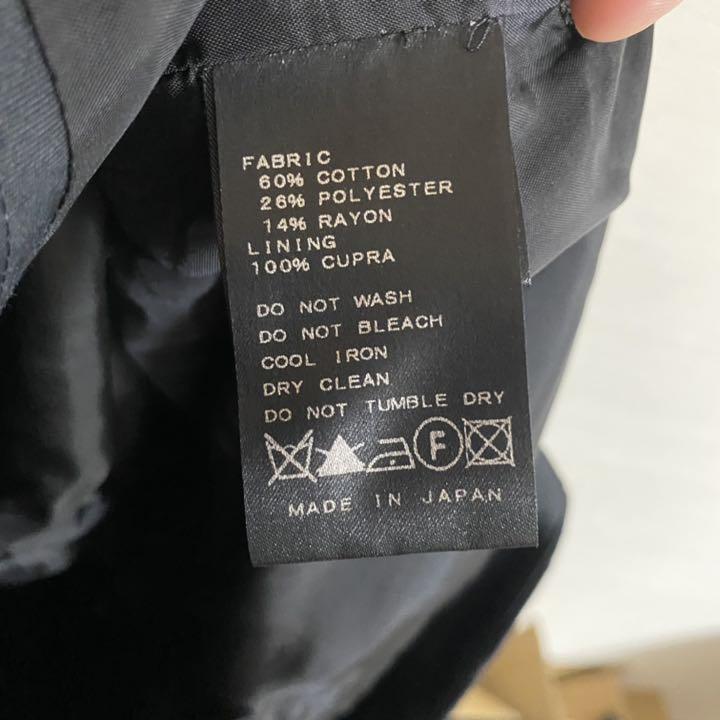 FABRIC
60% COTTON
26% POLYESTER
14% RAYON
LINING
100% CUPRA
DO NOT WASH
DO NOT BLEACH
COOL IRON
DRY CLEAN
DO NOT TUMBLE DRY
F
MADE IN JAPAN